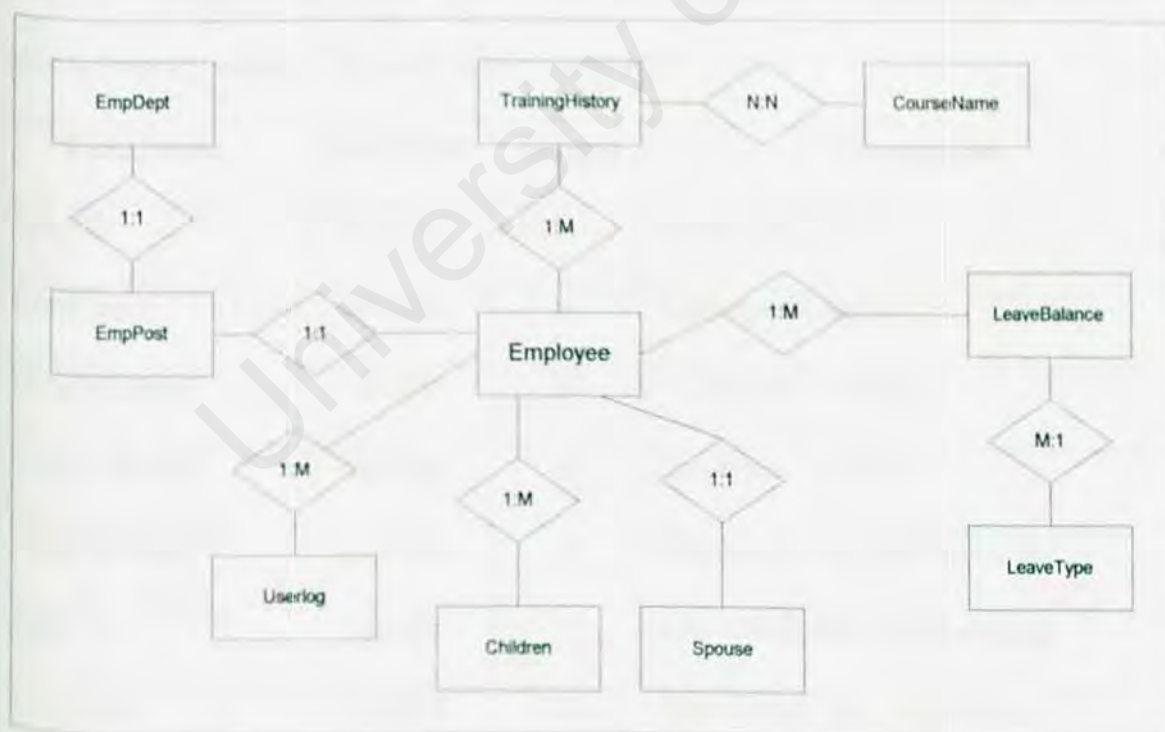 EmpDept
TrainingHistory
N:N
CourseName
1:1
1:M
EmpPost
1:1
Employee
1:M
LeaveBalance
1:M
1:M
1:1
M:1
Userlog
Children
Spouse
LeaveType
University